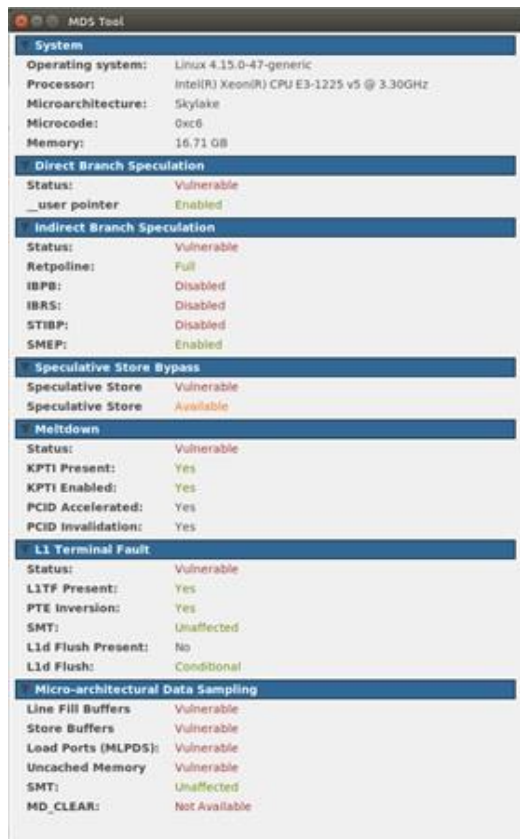 MDS Tool
System
Operating system: Linux 4.15.0-47-generic
Processor: Intel(R) Xeon(R) CPU E3-1225 v5 @ 3.30GHz
Microarchitecture: Skylake
Microcode: 0xc6
Memory: 16.71 GB
Direct Branch Speculation
Status: Vulnerable
__user pointer Enabled
Indirect Branch Speculation
Status: Vulnerable
Retpoline: Full
IBPB: Disabled
IBRS: Disabled
STIBP: Disabled
SMEP: Enabled
Speculative Store Bypass
Speculative Store Vulnerable
Speculative Store Available
Meltdown
Status: Vulnerable
KPTI Present: Yes
KPTI Enabled: Yes
PCID Accelerated: Yes
PCID Invalidation: Yes
L1 Terminal Fault
Status: Vulnerable
L1TF Present: Yes
PTE Inversion: Yes
SMT: Unaffected
L1d Flush Present: No
L1d Flush: Conditional
Micro-architectural Data Sampling
Line Fill Buffers Vulnerable
Store Buffers Vulnerable
Load Ports (MLPDS): Vulnerable
Uncached Memory Vulnerable
SMT: Unaffected
MD_CLEAR: Not Available